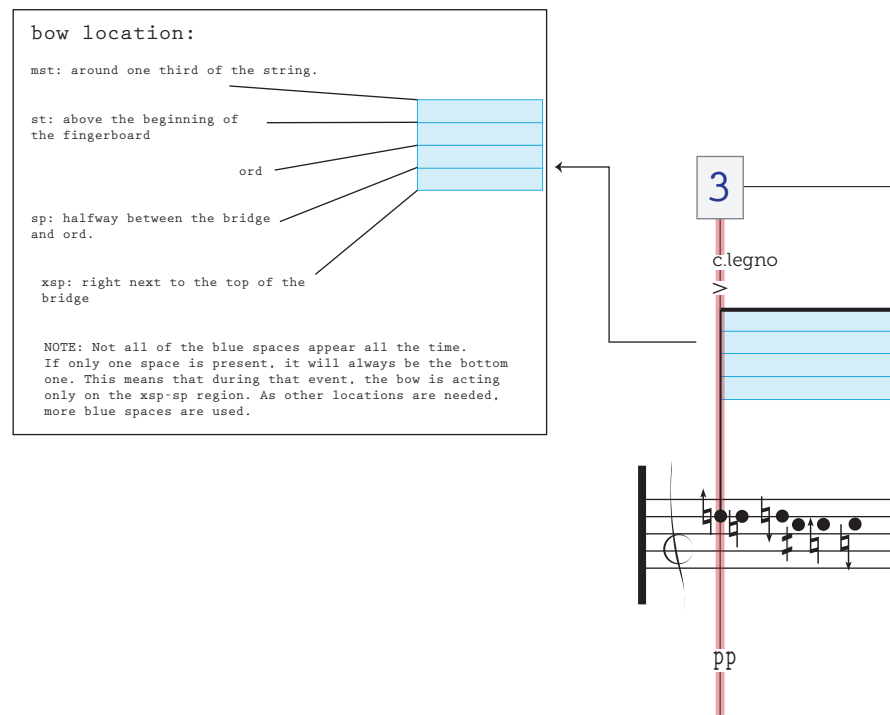 bow location:
mst: around one third of the string.
st: above the beginning of
the fingerboard
ord
sp: halfway between the bridge
and ord.
xsp: right next to the top of the
bridge
NOTE: Not all of the blue spaces appear all the time.
If only one space is present, it will always be the bottom
one. This means that during that event, the bow is acting
only on the xsp-sp region. As other locations are needed,
more blue spaces are used.
3
c.legno
pp